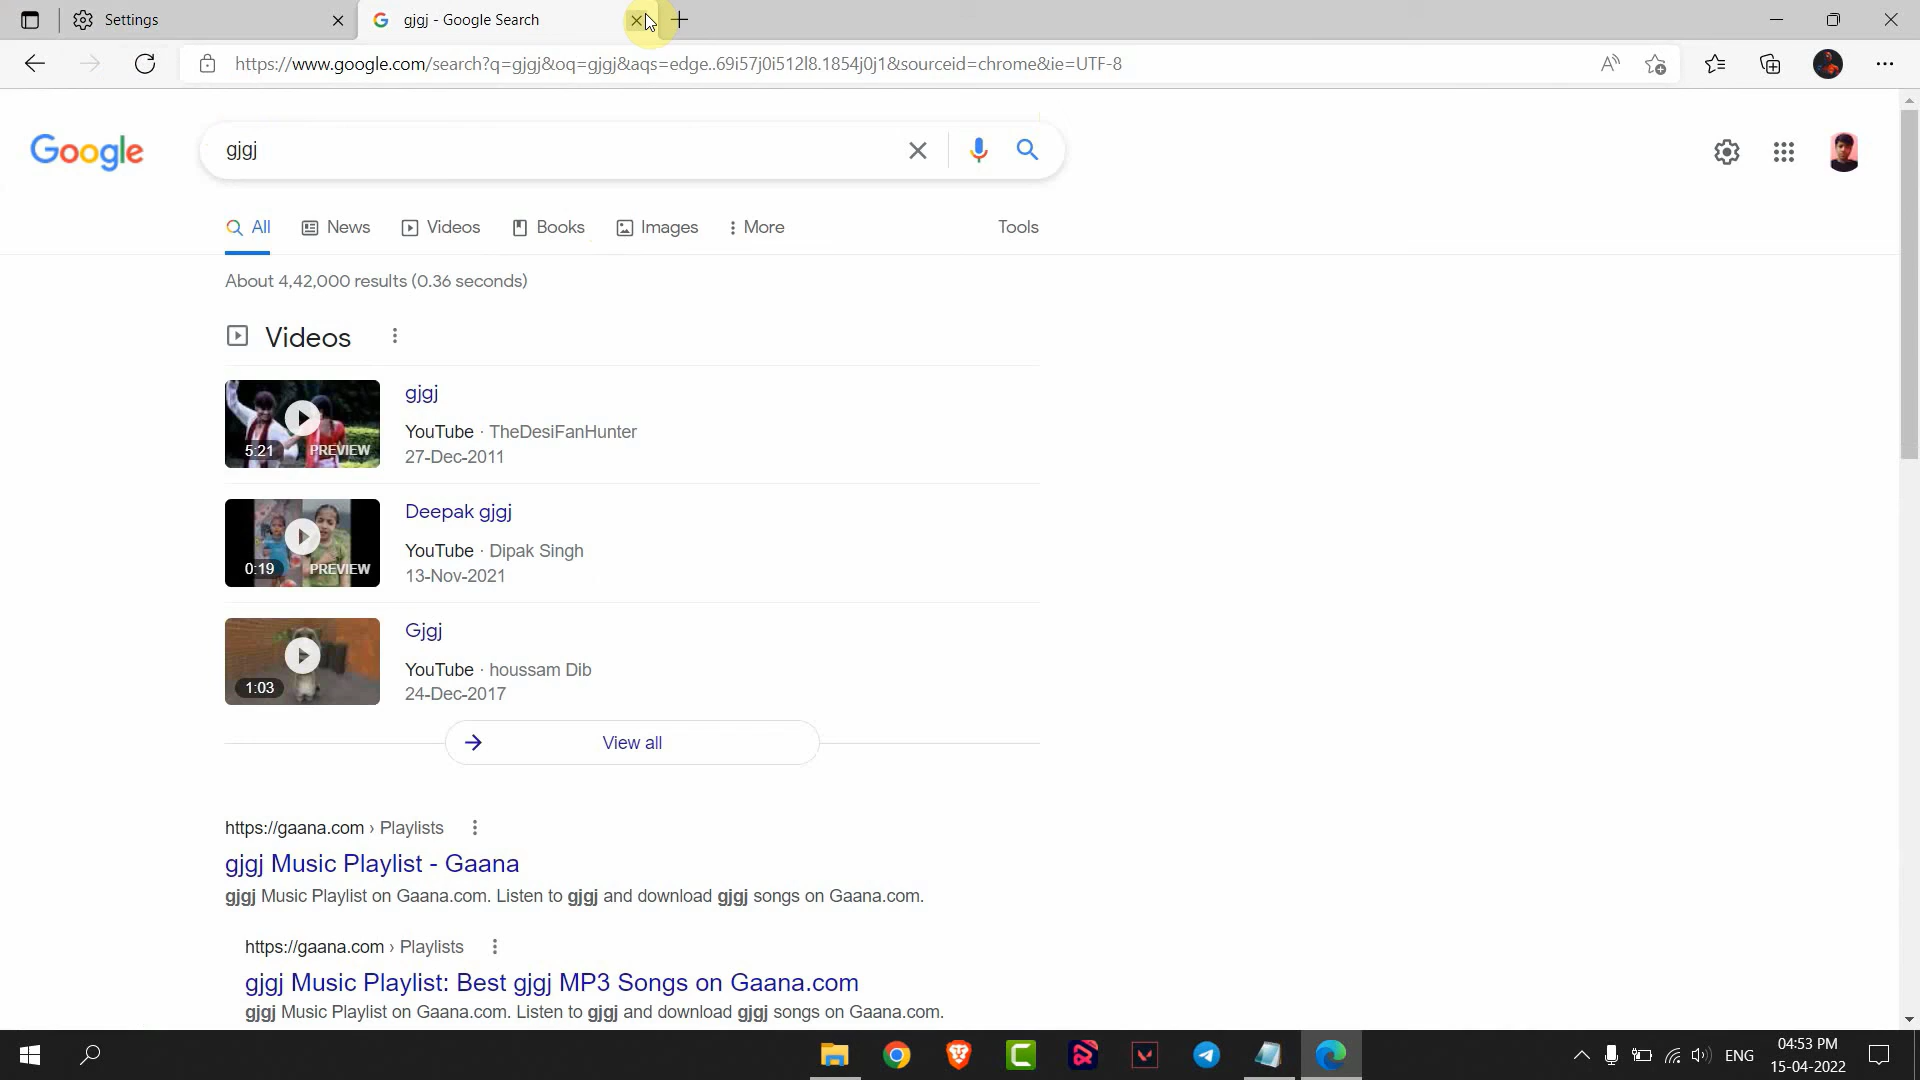 Settings
gjgj - Google Search
https://www.google.com/search?q=gjgj&oq=gjgj&aqs=edge..69i57j0i512l8.1854j0j1&sourceid=chrome&ie=UTF-8
Google
gjgj
All
News
Videos
Books
Images
More
Tools
About 4,42,000 results (0.36 seconds)
Videos
5:21
PREVIEW
gjgj
YouTube · TheDesiFanHunter
27-Dec-2011
0:19
PREVIEW
Deepak gjgj
YouTube · Dipak Singh
13-Nov-2021
1:03
Gjgj
YouTube · houssam Dib
24-Dec-2017
View all
https://gaana.com › Playlists
gjgj Music Playlist - Gaana
gjgj Music Playlist on Gaana.com. Listen to gjgj and download gjgj songs on Gaana.com.
https://gaana.com › Playlists
gjgj Music Playlist: Best gjgj MP3 Songs on Gaana.com
gjgj Music Playlist on Gaana.com. Listen to gjgj and download gjgj songs on Gaana.com.
ENG
04:53 PM
15-04-2022